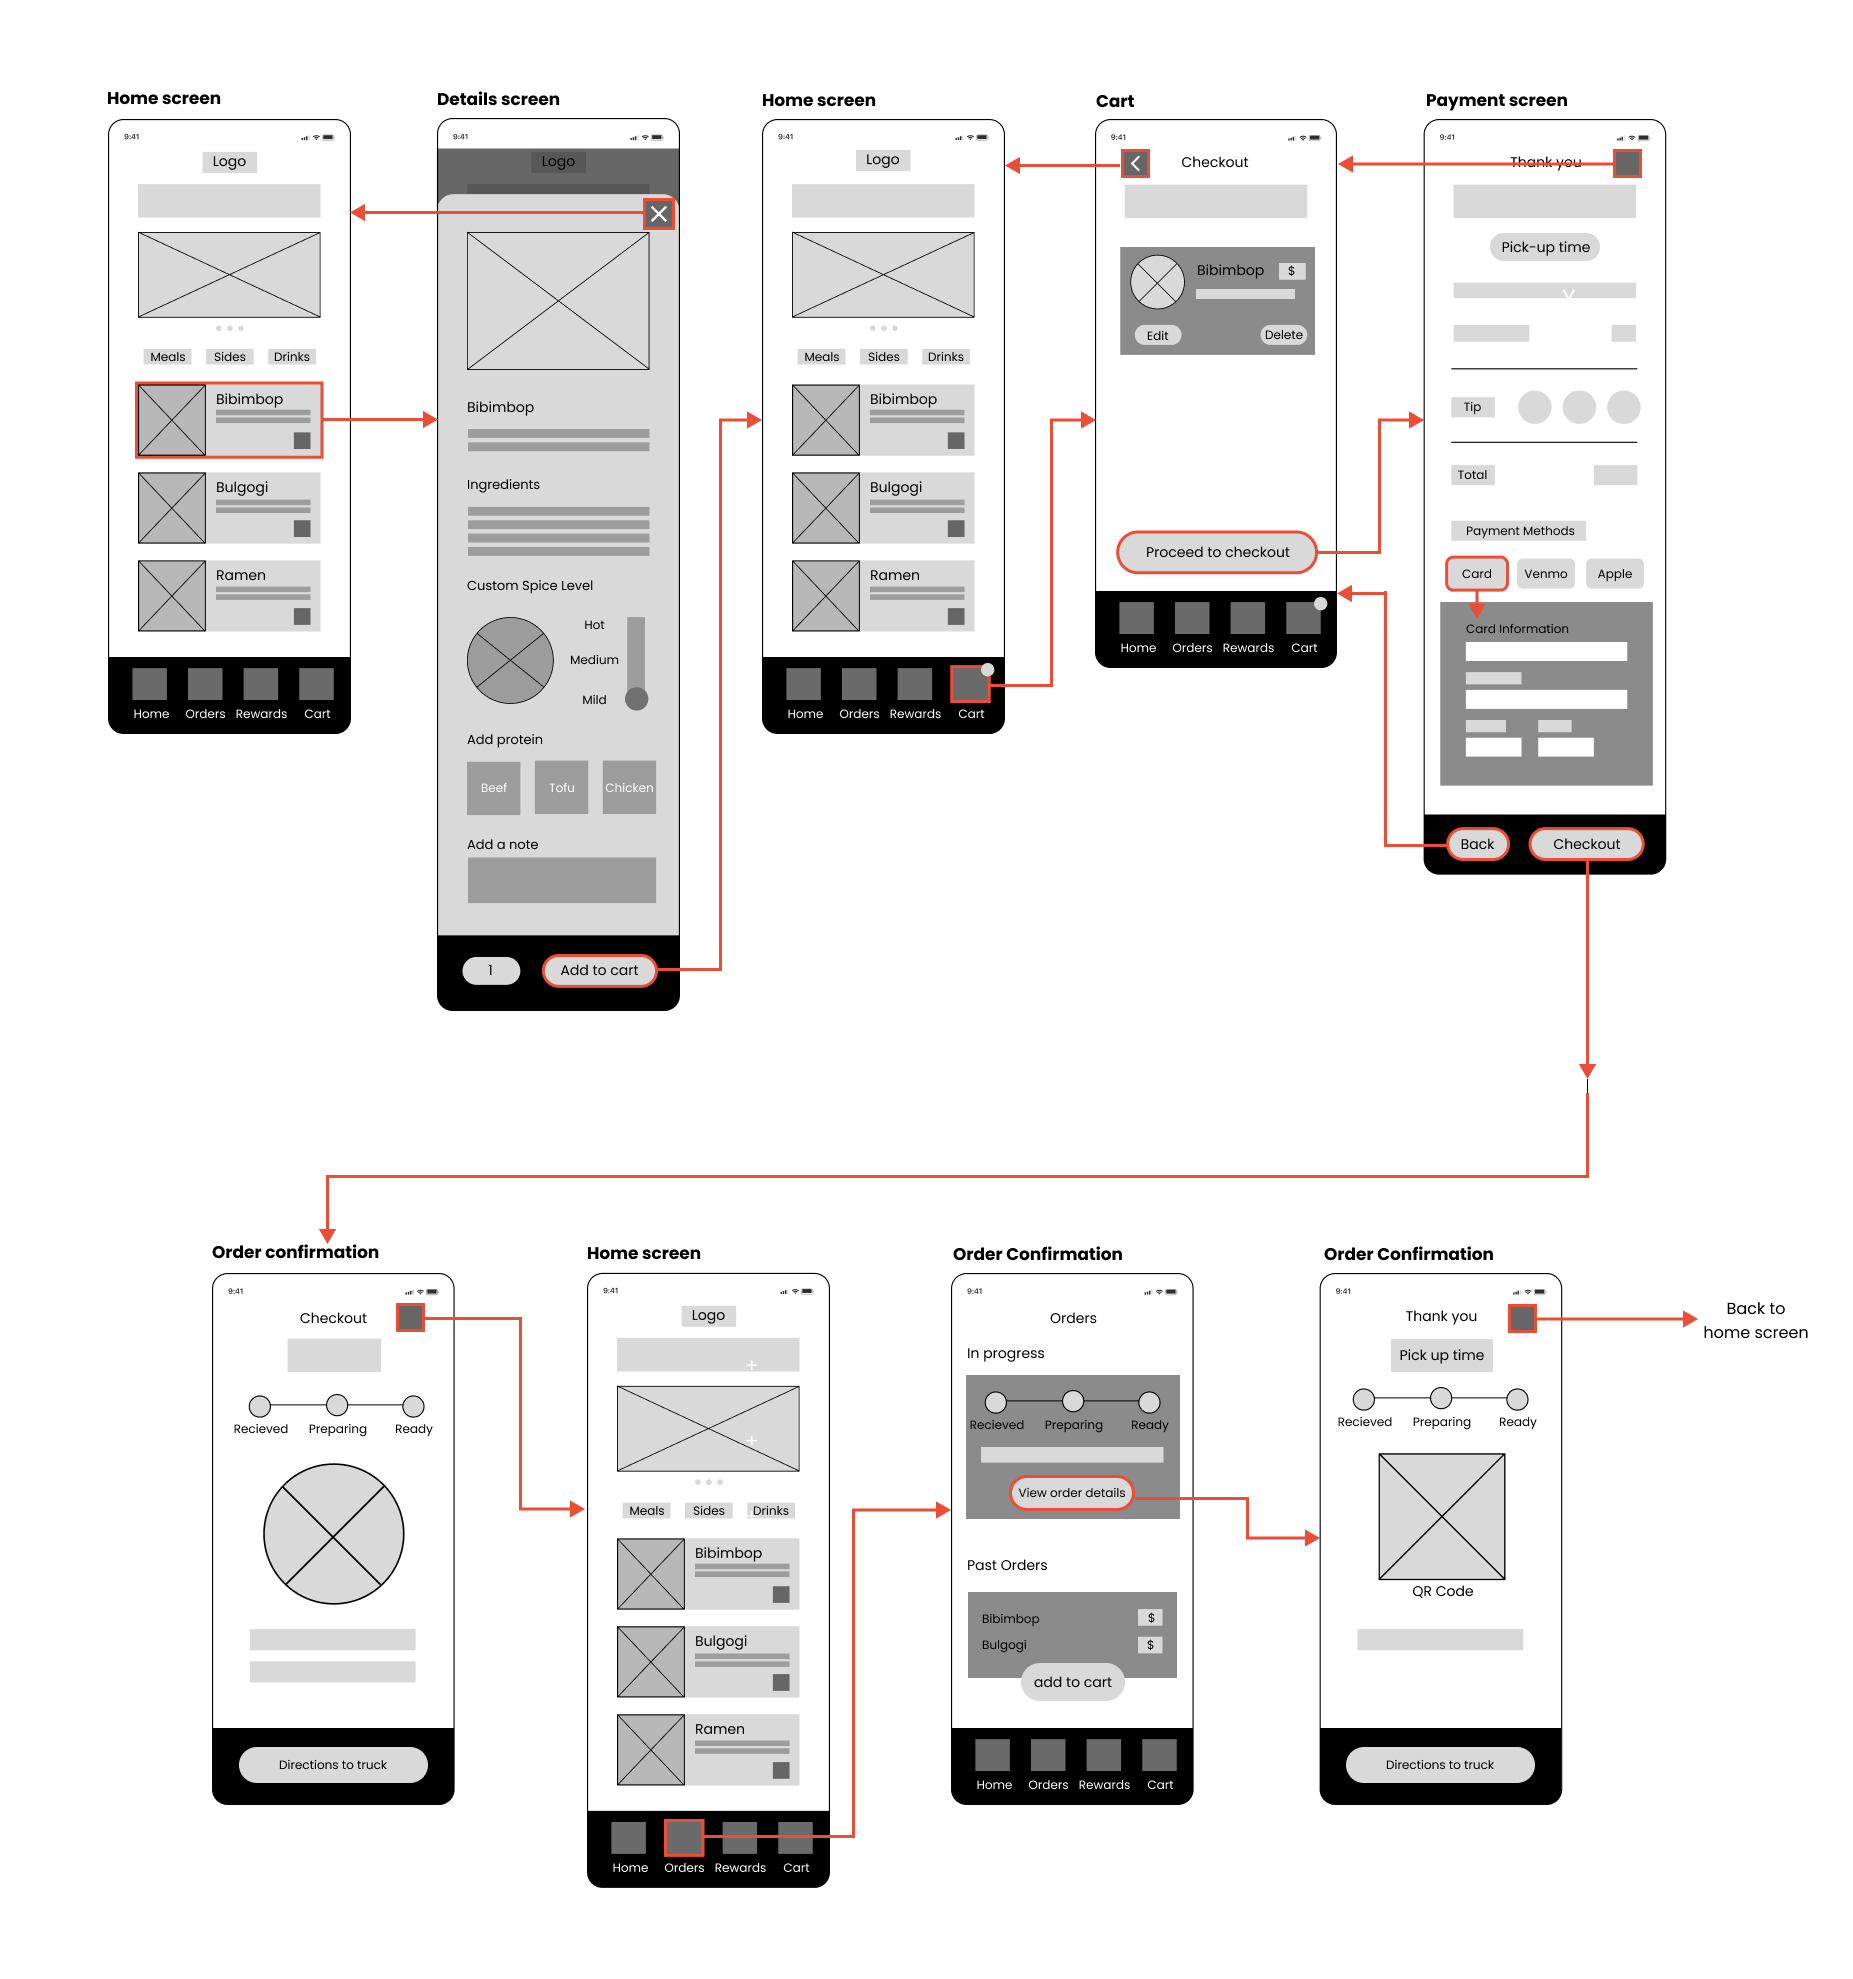 Home screen
9:41
Logo
Meals Sides Drinks
Bibimbop
Bulgogi
Ramen
Home Orders Rewards Cart
Details screen
9:41
Logo
Bibimbop
Ingredients
Custom Spice Level
Hot
Medium
Mild
Add protein
Beef Tofu Chicken
Add a note
1 Add to cart
Home screen
9:41
Logo
Meals Sides Drinks
Bibimbop
Bulgogi
Ramen
Home Orders Rewards Cart
Cart
9:41
Checkout
Bibimbop $
Edit Delete
Proceed to checkout
Home Orders Rewards Cart
Payment screen
9:41
Thank you
Pick-up time
Tip
Total
Payment Methods
Card Venmo Apple
Card Information
Back Checkout
Order confirmation
9:41
Checkout
Recieved Preparing Ready
Directions to truck
Home screen
9:41
Logo
Meals Sides Drinks
Bibimbop
Bulgogi
Ramen
Home Orders Rewards Cart
Order Confirmation
9:41
Orders
In progress
Recieved Preparing Ready
View order details
Past Orders
Bibimbop $
Bulgogi $
add to cart
Home Orders Rewards Cart
Order Confirmation
9:41
Thank you
Pick up time
Recieved Preparing Ready
QR Code
Directions to truck
Back to
home screen